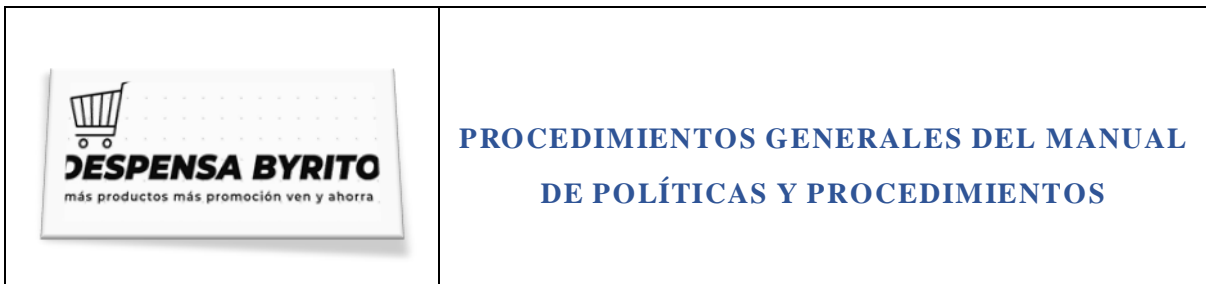 DESPENSA BYRITO
más productos más promoción ven y ahorra
PROCEDIMIENTOS GENERALES DEL MANUAL
DE POLÍTICAS Y PROCEDIMIENTOS